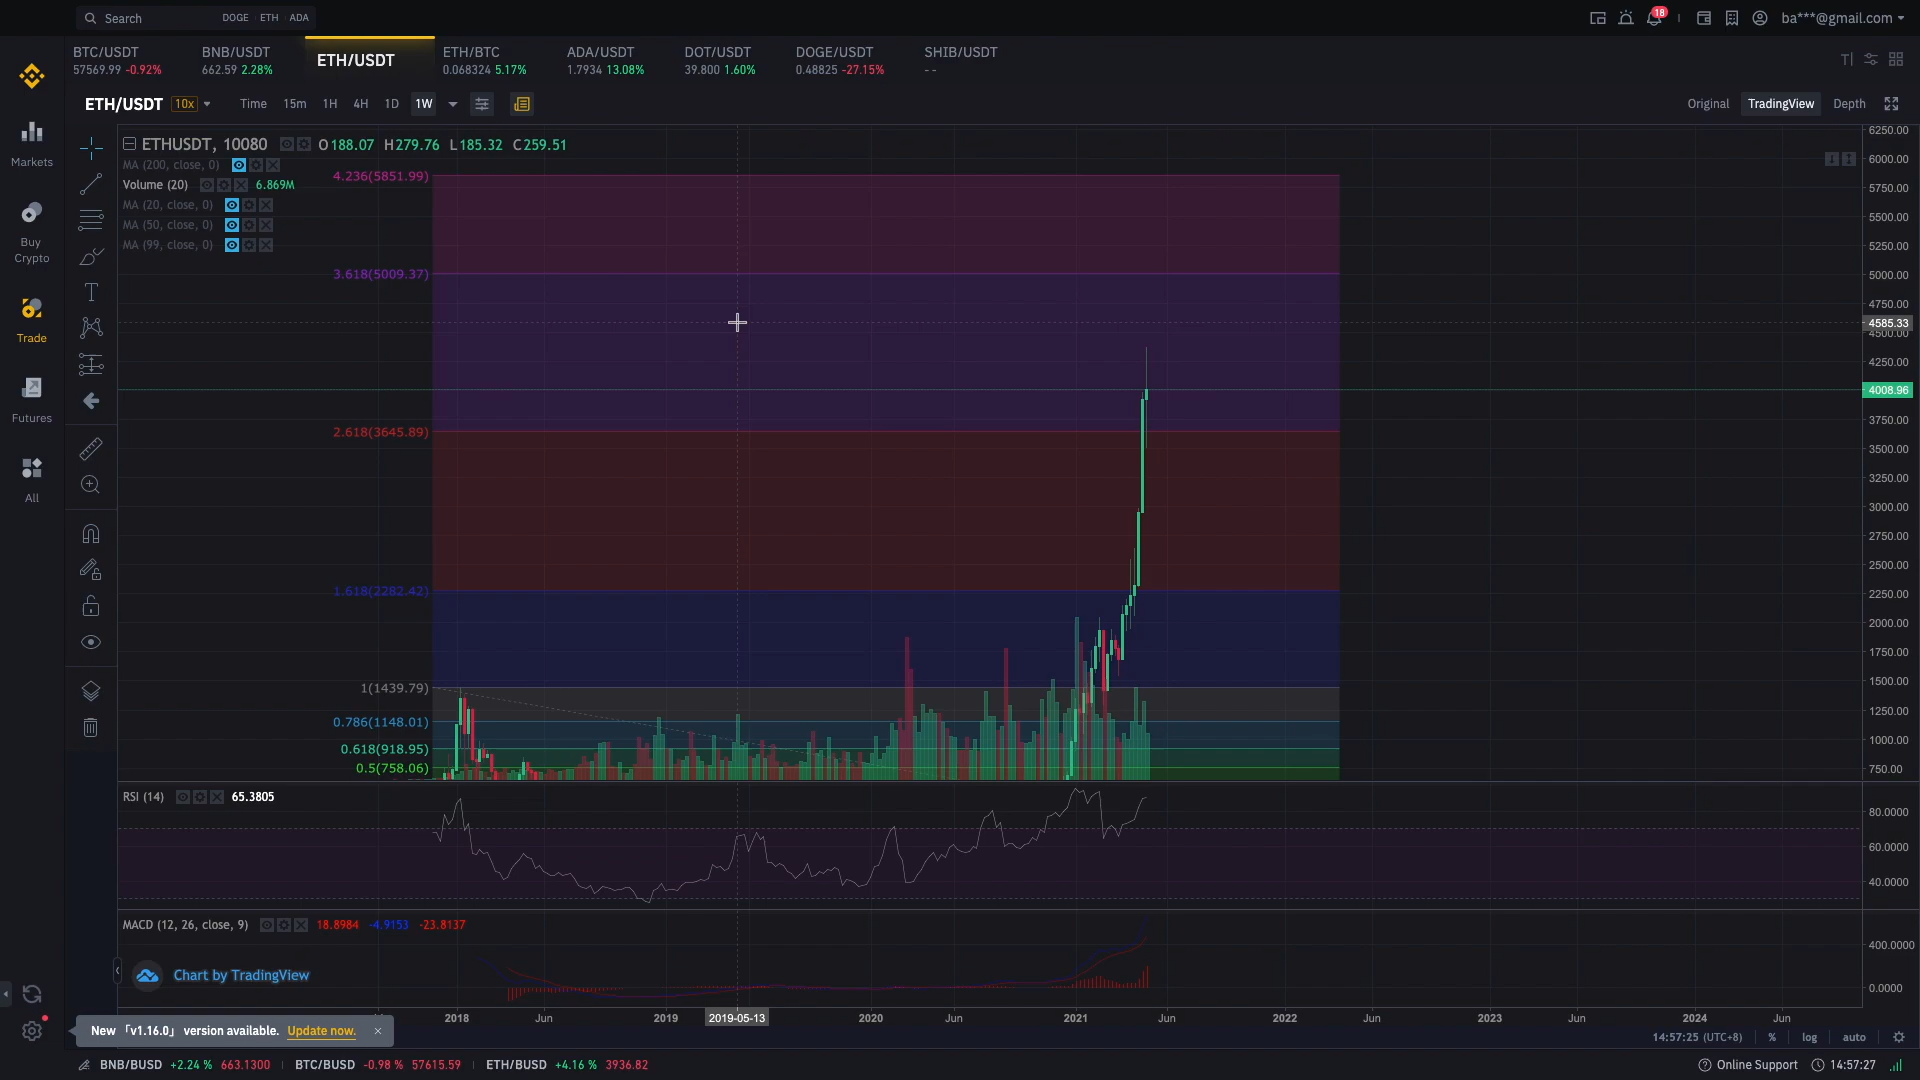 Search DOGE ETH ADA 18 ba***@gmail.com
BTC/USDT BNB/USDT ETH/USDT ETH/BTC ADA/USDT DOT/USDT DOGE/USDT SHIB/USDT
57569.99 -0.92% 662.59 2.28% 0.068324 5.17% 1.7934 13.08% 39.800 1.60% 0.48825 -27.15% --
ETH/USDT 10x Time 15m 1H 4H 1D 1W Original TradingView Depth
Markets
Buy
Crypto
Trade
Futures
All
ETHUSDT, 10080 O188.07 H279.76 L185.32 C259.51
MA (200, close, 0)
Volume (20) 6.869M
MA (20, close, 0)
MA (50, close, 0)
MA (99, close, 0)
4.236(5851.99)
3.618(5009.37)
2.618(3645.89)
1.618(2282.42)
1(1439.79)
0.786(1148.01)
0.618(918.95)
0.5(758.06)
6250.00
6000.00
5750.00
5500.00
5250.00
5000.00
4750.00
4585.33
4500.00
4250.00
4008.96
3750.00
3500.00
3250.00
3000.00
2750.00
2500.00
2250.00
2000.00
1750.00
1500.00
1250.00
1000.00
750.00
RSI (14) 65.3805
80.0000
60.0000
40.0000
MACD (12, 26, close, 9) 18.8984 -4.9153 -23.8137
400.0000
0.0000
Chart by TradingView
2018 Jun 2019 2019-05-13 2020 Jun 2021 Jun 2022 Jun 2023 Jun 2024 Jun
New「v1.16.0」 version available. Update now. ×
14:57:25 (UTC+8) % log auto
BNB/BUSD +2.24 % 663.1300 BTC/BUSD -0.98 % 57615.59 ETH/BUSD +4.16 % 3936.82 Online Support 14:57:27